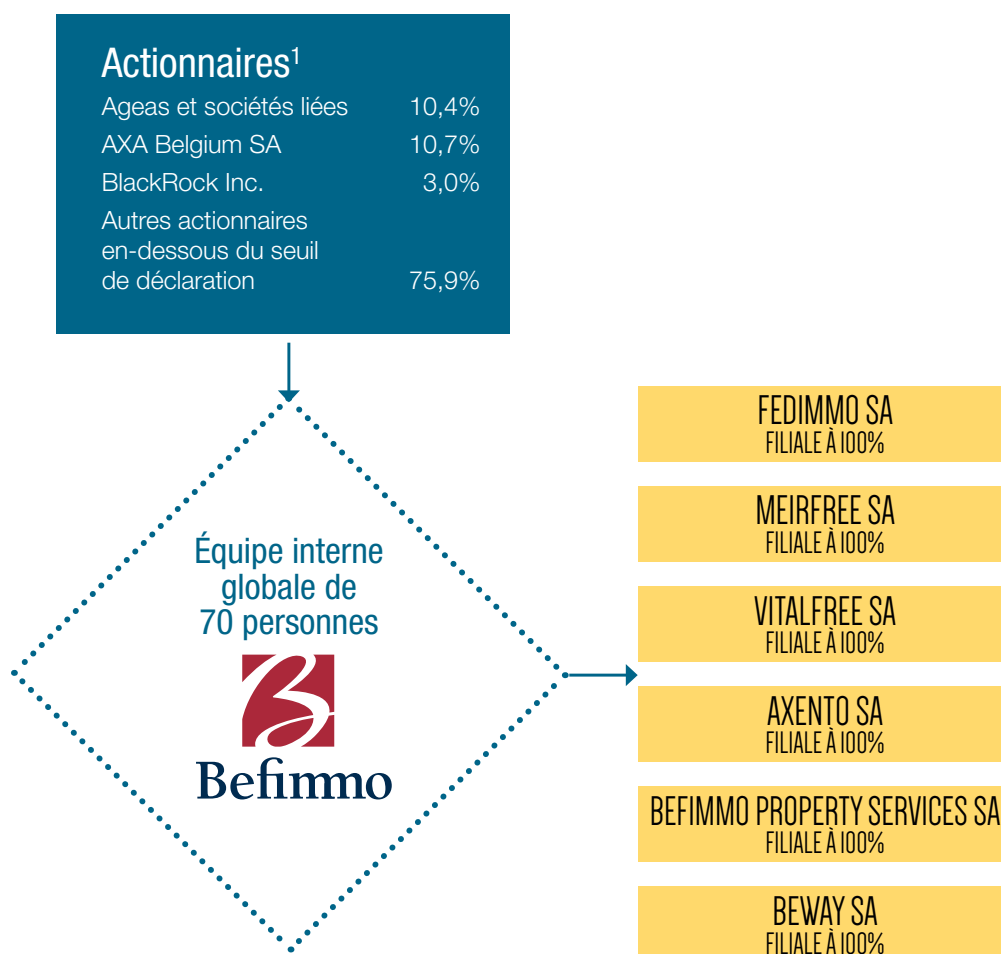 Actionnaires¹
Ageas et sociétés liées 10,4%
AXA Belgium SA 10,7%
BlackRock Inc. 3,0%
Autres actionnaires
en-dessous du seuil
de déclaration 75,9%
Équipe interne
globale de
70 personnes
B
Befimmo
FEDIMMO SA
FILIALE À 100%
MEIRFREE SA
FILIALE À 100%
VITALFREE SA
FILIALE À 100%
AXENTO SA
FILIALE À 100%
BEFIMMO PROPERTY SERVICES SA
FILIALE À 100%
BEWAY SA
FILIALE À 100%